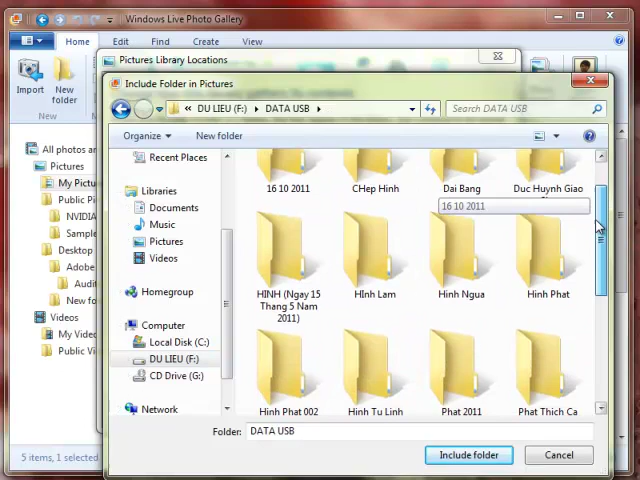 Windows Live Photo Gallery
Home
Edit
Find
Create
View
Import
New
folder
New
Pictures Library Locations
Include Folder in Pictures
DU LIEU (F:)
DATA USB
Search DATA USB
Organize
New folder
All photos an
Pictures
My Pictu
Public Pi
NVIDIA
Sample
Desktop
Adobe
Audit
New fo
Videos
My Vide
Public Vi
Recent Places
Libraries
Documents
Music
Pictures
Videos
Homegroup
Computer
Local Disk (C:)
DU LIEU (F:)
CD Drive (G:)
Network
16 10 2011
CHep Hinh
Dai Bang
Duc Huynh Giao
16 10 2011
HINH (Ngay 15
Thang 5 Nam
2011)
HInh Lam
Hinh Ngua
Hinh Phat
Hinh Phat 002
Hinh Tu Linh
Phat 2011
Phat Thich Ca
Folder:
DATA USB
Include folder
Cancel
5 items, 1 selected